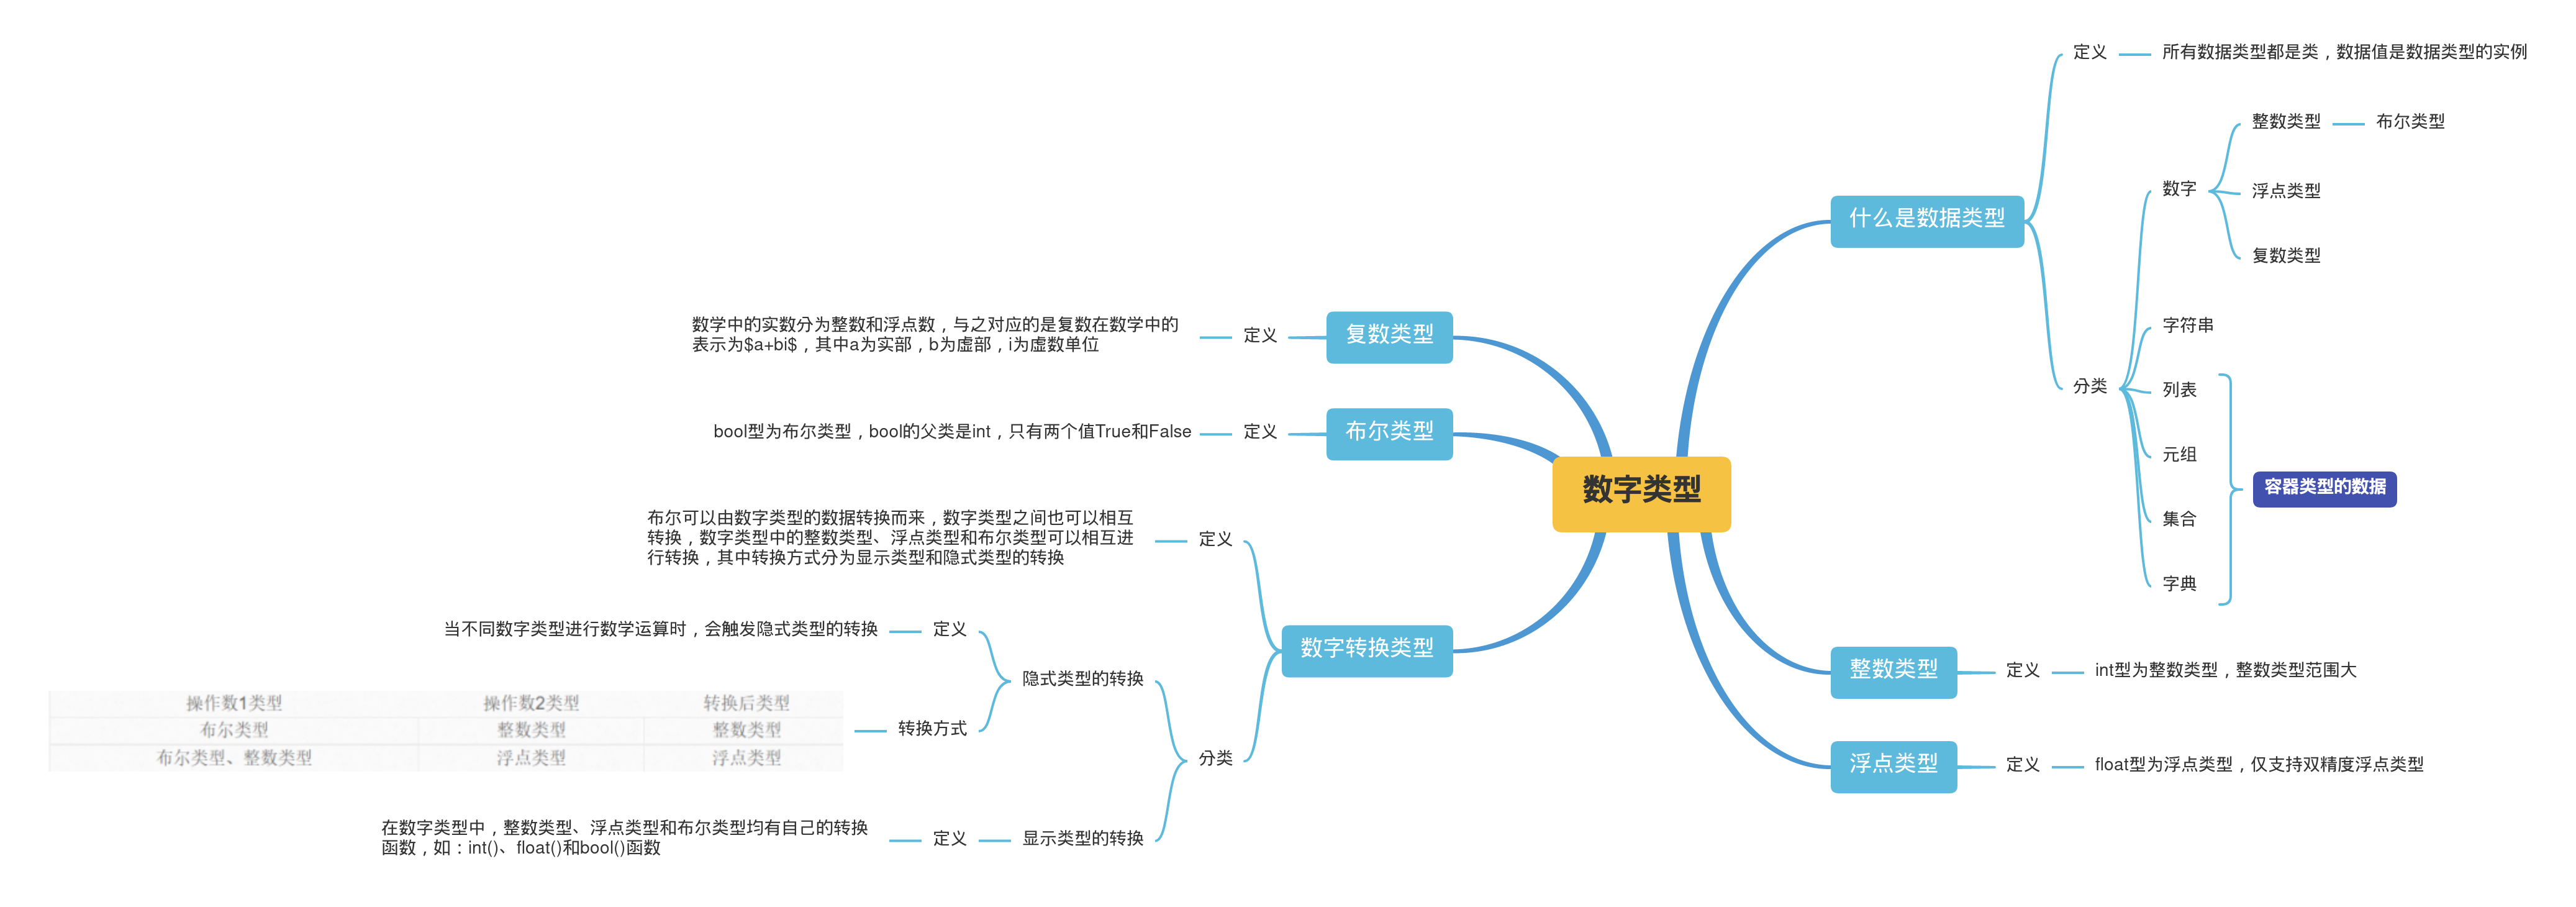 数字类型
什么是数据类型
定义
所有数据类型都是类，数据值是数据类型的实例
分类
数字
整数类型
布尔类型
浮点类型
复数类型
字符串
列表
元组
集合
字典
容器类型的数据
整数类型
定义
int型为整数类型，整数类型范围大
浮点类型
定义
float型为浮点类型，仅支持双精度浮点类型
复数类型
定义
数学中的实数分为整数和浮点数，与之对应的是复数在数学中的
表示为$a+bi$，其中a为实部，b为虚部，i为虚数单位
布尔类型
定义
bool型为布尔类型，bool的父类是int，只有两个值True和False
数字转换类型
定义
布尔可以由数字类型的数据转换而来，数字类型之间也可以相互
转换，数字类型中的整数类型、浮点类型和布尔类型可以相互进
行转换，其中转换方式分为显示类型和隐式类型的转换
分类
隐式类型的转换
定义
当不同数字类型进行数学运算时，会触发隐式类型的转换
转换方式
操作数1类型 操作数2类型 转换后类型
布尔类型 整数类型 整数类型
布尔类型、整数类型 浮点类型 浮点类型
显示类型的转换
定义
在数字类型中，整数类型、浮点类型和布尔类型均有自己的转换
函数，如：int()、float()和bool()函数